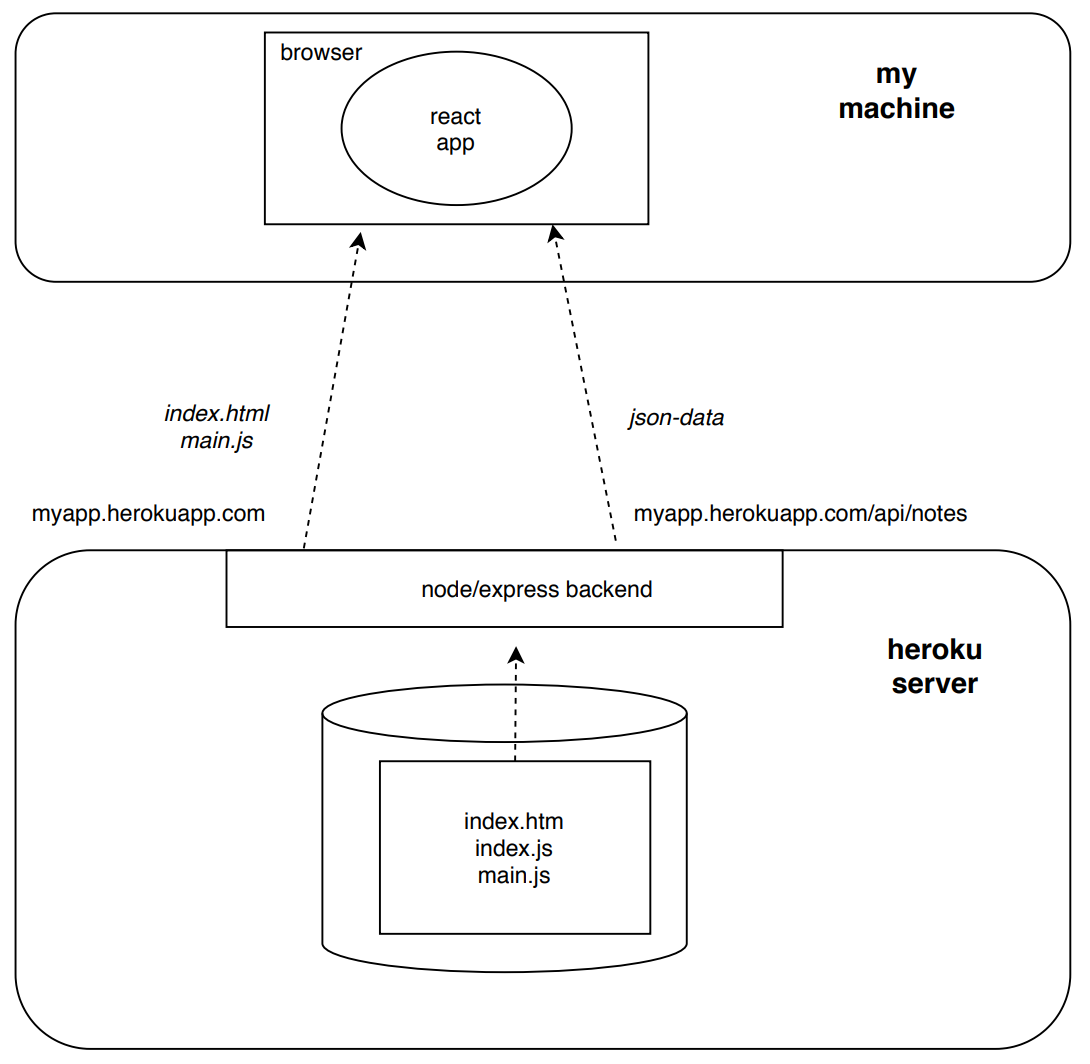 browser
react
app
my
machine
index.html
main.js
json-data
myapp.herokuapp.com
myapp.herokuapp.com/api/notes
node/express backend
heroku
server
index.htm
index.js
main.js